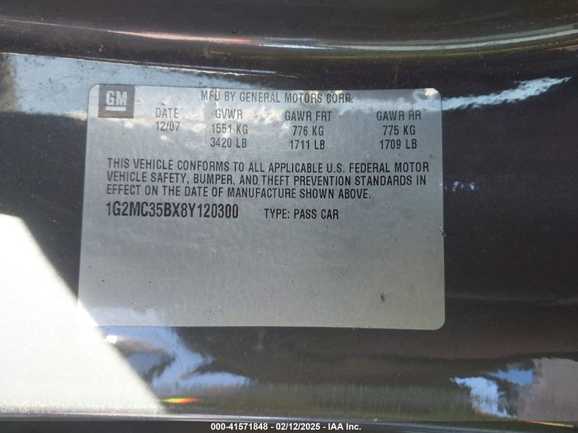 GM
MFD BY GENERAL MOTORS CORP.
DATE GVWR GAWR FRT GAWR RR
12/07 1551 KG 776 KG 775 KG
3420 LB 1711 LB 1709 LB
THIS VEHICLE CONFORMS TO ALL APPLICABLE U.S. FEDERAL MOTOR
VEHICLE SAFETY, BUMPER, AND THEFT PREVENTION STANDARDS IN
EFFECT ON THE DATE OF MANUFACTURE SHOWN ABOVE.
1G2MC35BX8Y120300 TYPE: PASS CAR
000-41571848 - 02/12/2025 - IAA Inc.